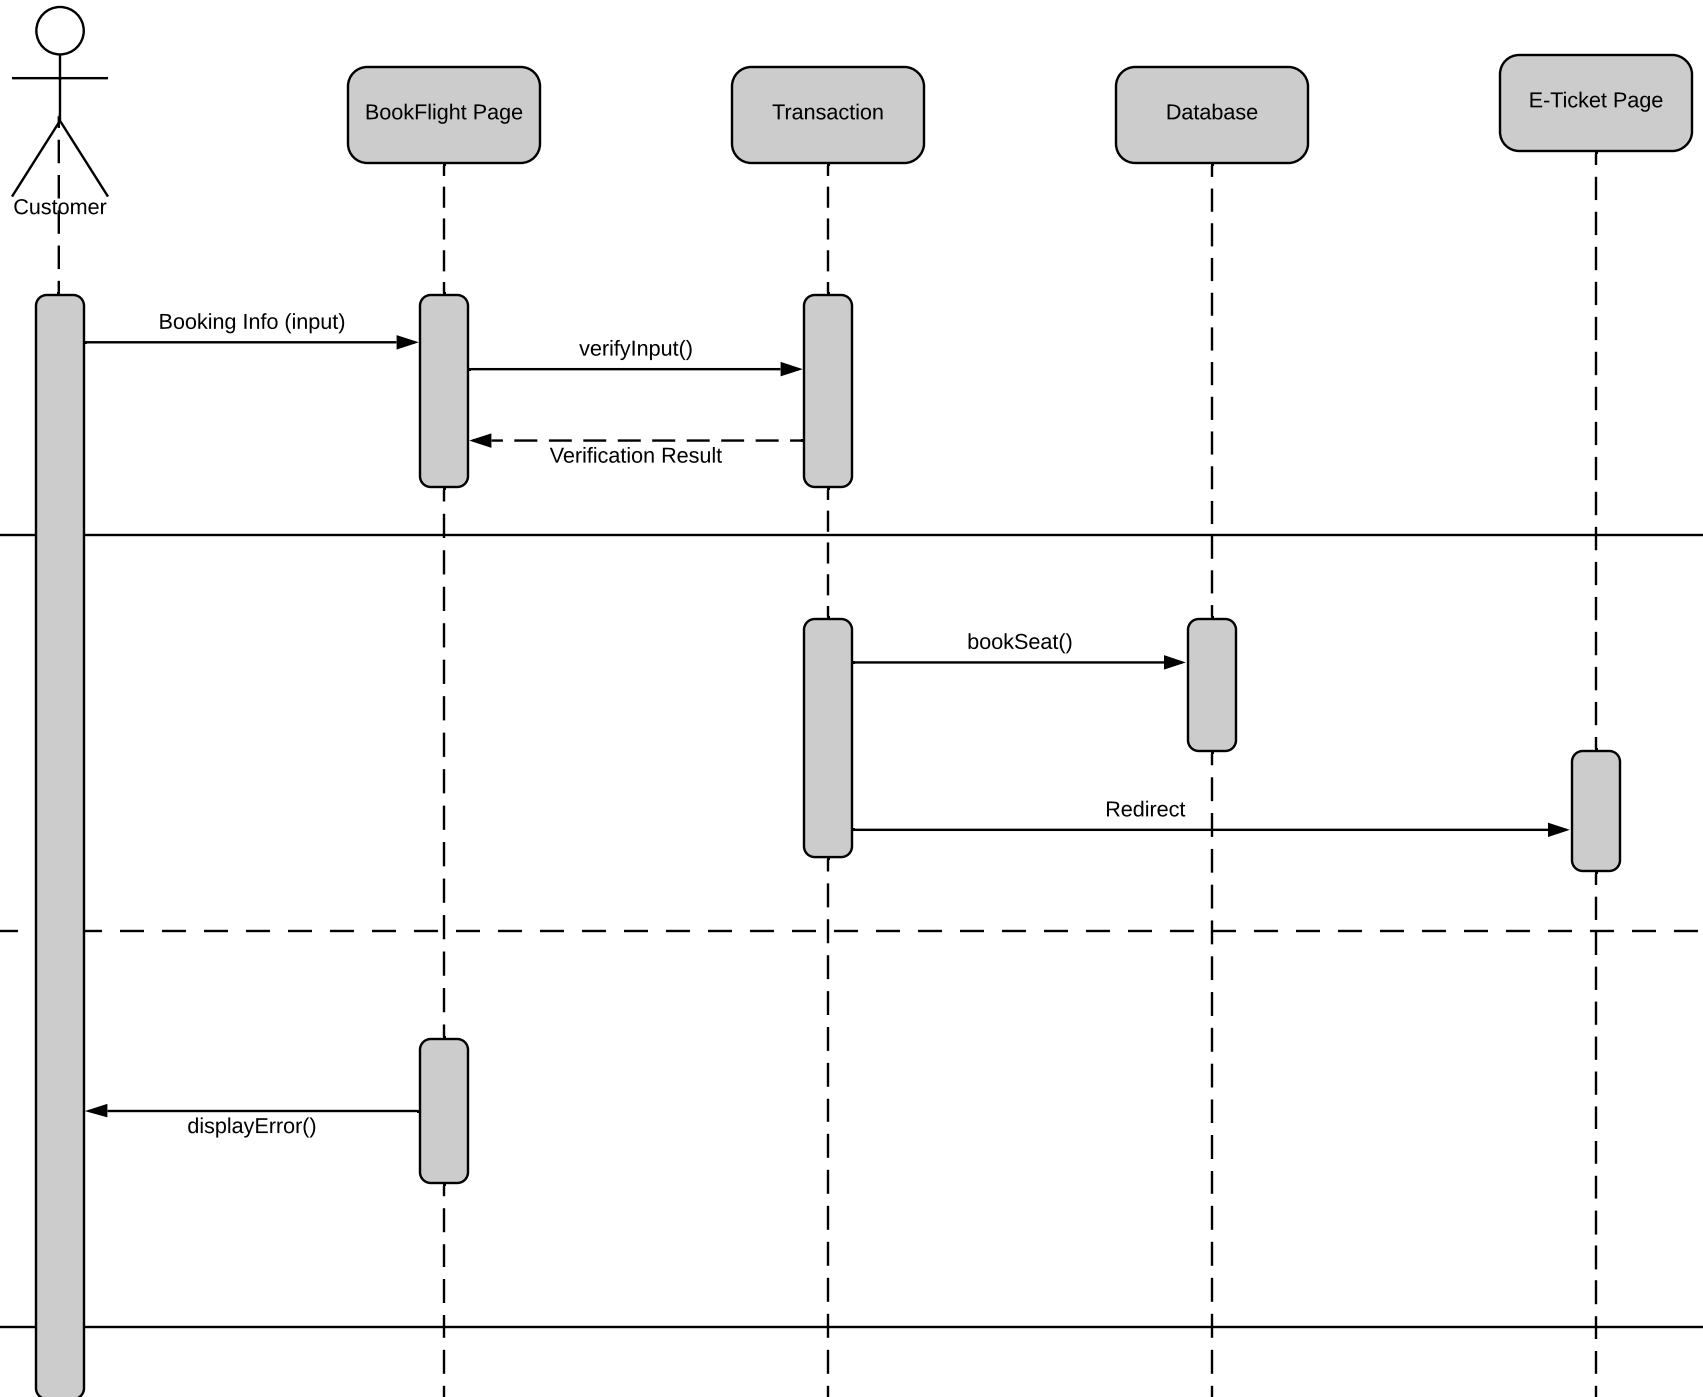 E-Ticket Page
BookFlight Page
Transaction
Database
Customer
Booking Info (input)
verifyInput()
Verification Result
bookSeat()
Redirect
displayError()